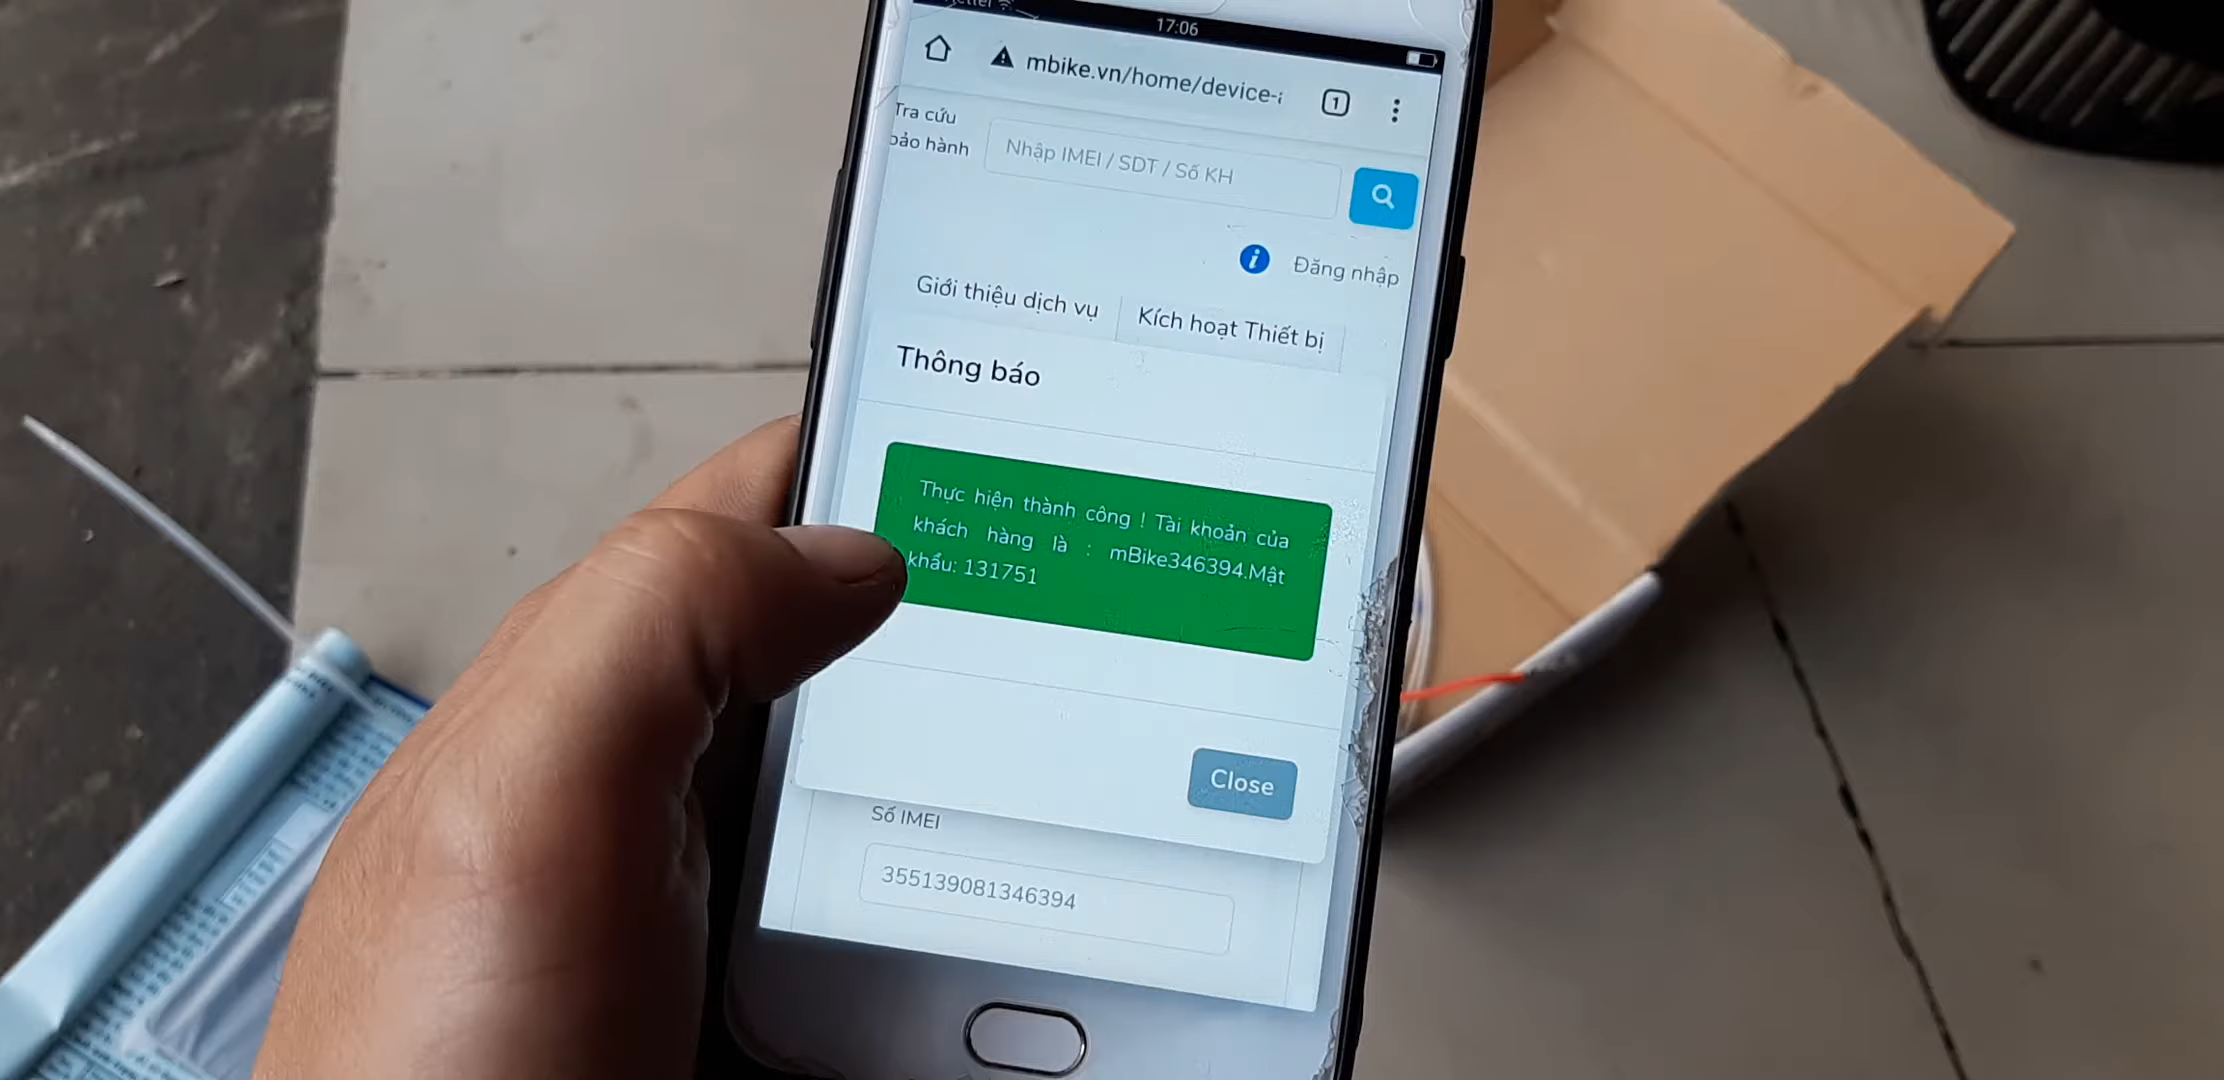 17:06
mbike.vn/home/device-
1
Tra cứu
bảo hành
Nhập IMEI / SDT / Số KH
i Đăng nhập
Giới thiệu dịch vụ
Kích hoạt Thiết bị
Thông báo
Thực hiện thành công ! Tài khoản của
khách hàng là : mBike346394.Mật
khẩu: 131751
Close
Số IMEI
355139081346394